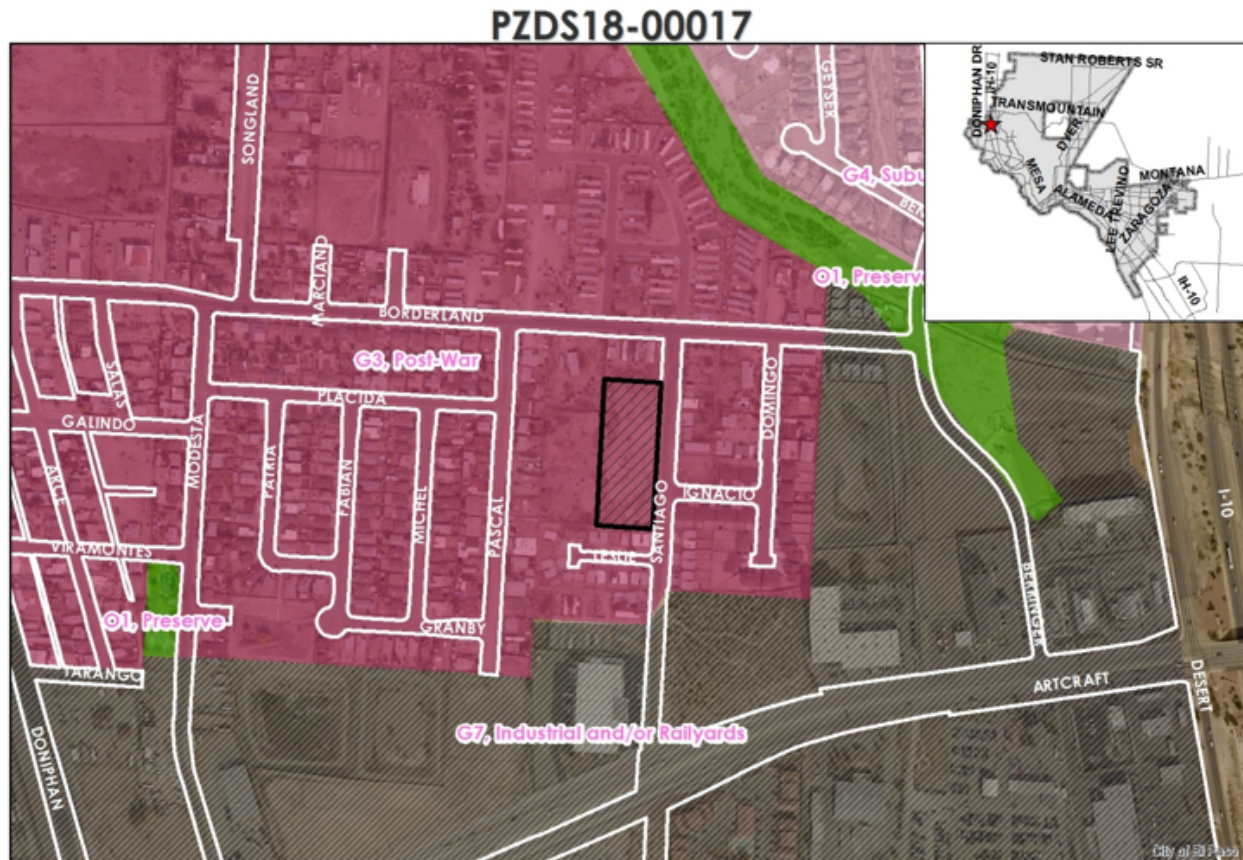 PZDS18-00017
STAN ROBERTS SR
DONIPHAN DR
IH-10
TRANSMOUNTAIN
DYER
MESA
MONTANA
ALAMEDA
LEE TREVINO
ZARAGOZA
IH-10
SONGLAND
GEYSER
G4, Subu
BEN
O1, Preserve
MARCIANO
BORDERLAND
G3, Post-War
SALAS
PLACIDA
GALINDO
MODESTA
DOMINGO
ARCE
PATRIA
FABIAN
MICHEL
PASCAL
SANTIAGO
IGNACIO
I-10
VIRAMONTES
LESLIE
O1, Preserve
GRANBY
TARANGO
ARTCRAFT
DESERT
G7, Industrial and/or Railyards
DONIPHAN
City of El Paso